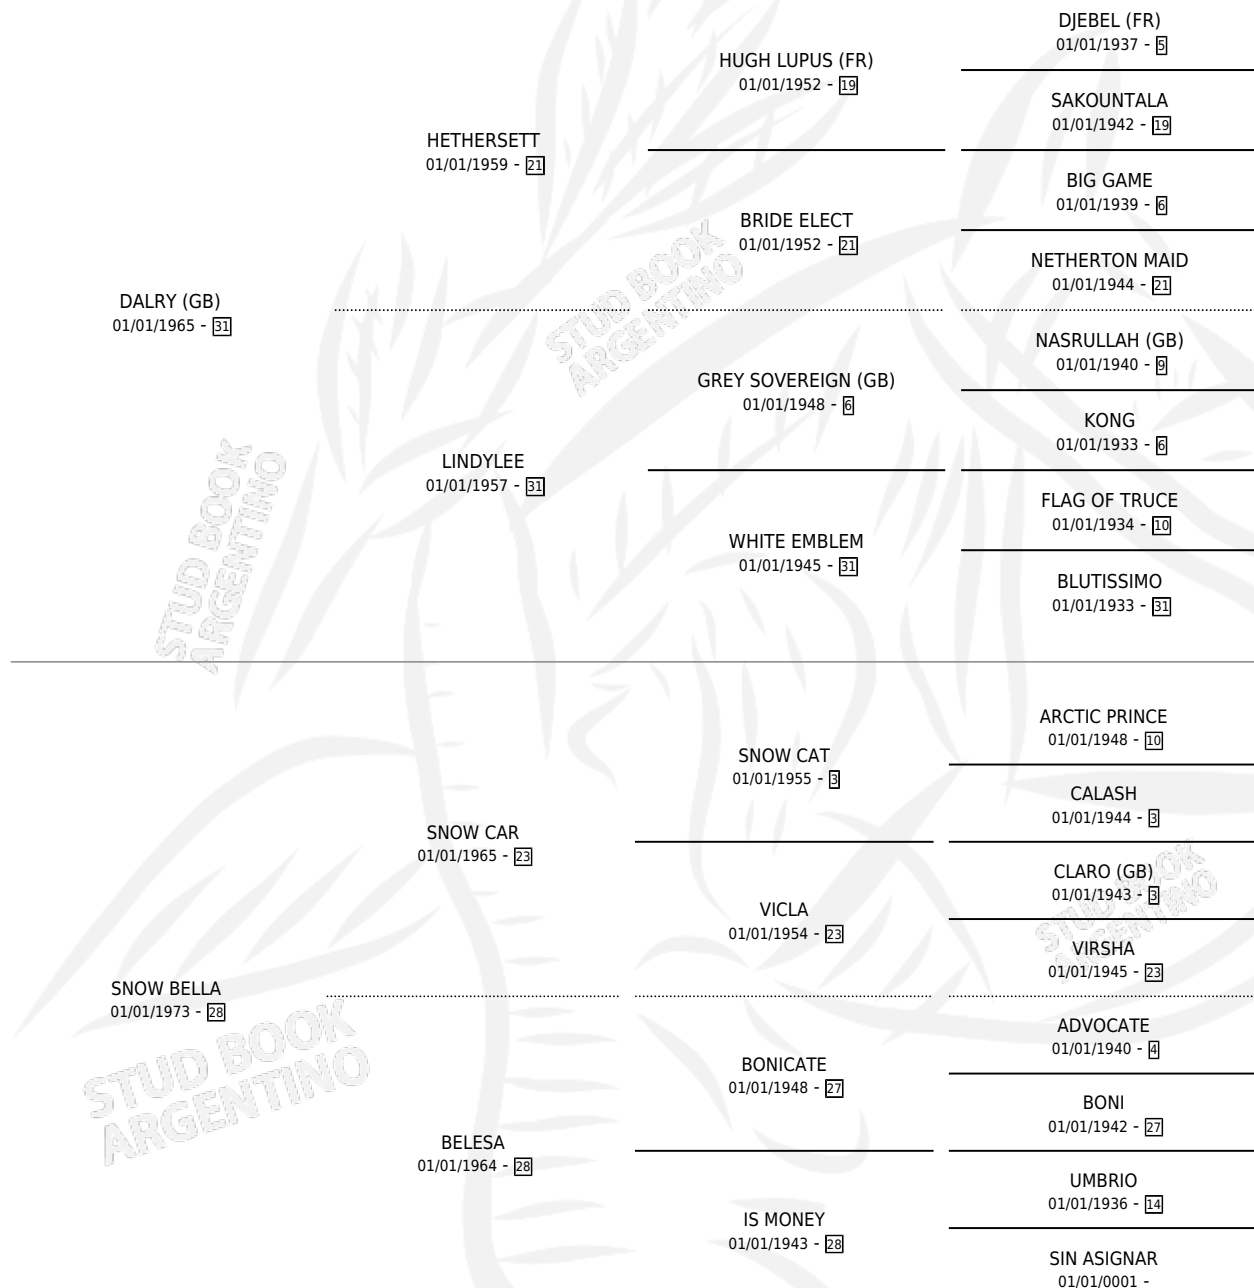 DJEBEL (FR)
01/01/1937 - 5
HUGH LUPUS (FR)
01/01/1952 - 19
SAKOUNTALA
01/01/1942 - 19
HETHERSETT
01/01/1959 - 21
BIG GAME
01/01/1939 - 6
BRIDE ELECT
01/01/1952 - 21
NETHERTON MAID
01/01/1944 - 21
DALRY (GB)
01/01/1965 - 31
STUD BOOK
ARGENTINO
NASRULLAH (GB)
01/01/1940 - 9
GREY SOVEREIGN (GB)
01/01/1948 - 6
KONG
01/01/1933 - 6
LINDYLEE
01/01/1957 - 31
FLAG OF TRUCE
01/01/1934 - 10
WHITE EMBLEM
01/01/1945 - 31
BLUTISSIMO
01/01/1933 - 31
STUD BOOK
ARGENTINO
ARCTIC PRINCE
01/01/1948 - 10
SNOW CAT
01/01/1955 - 3
CALASH
01/01/1944 - 3
SNOW CAR
01/01/1965 - 23
CLARO (GB)
01/01/1943 - 3
STUD BOOK
ARGENTINO
VICLA
01/01/1954 - 23
VIRSHA
01/01/1945 - 23
SNOW BELLA
01/01/1973 - 28
STUD BOOK
ARGENTINO
ADVOCATE
01/01/1940 - 4
BONICATE
01/01/1948 - 27
BONI
01/01/1942 - 27
BELESA
01/01/1964 - 28
UMBRIO
01/01/1936 - 14
IS MONEY
01/01/1943 - 28
SIN ASIGNAR
01/01/0001 -